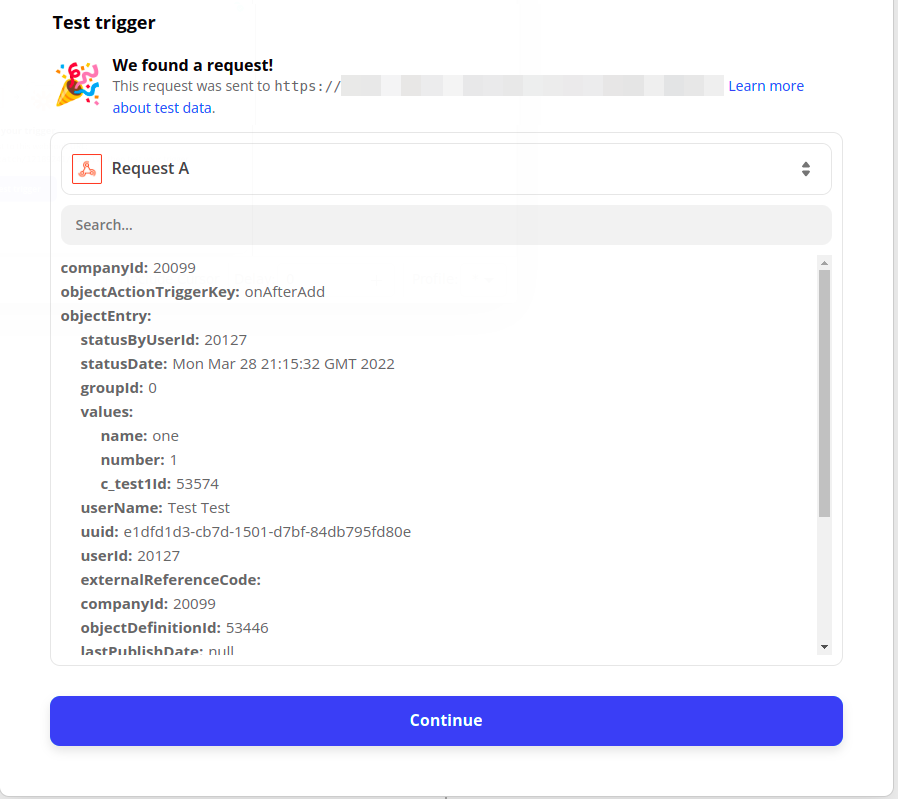 Test trigger
We found a request!
This request was sent to https:// Learn more
about test data.
Request A
Search...
companyId: 20099
objectActionTriggerKey: onAfterAdd
objectEntry:
statusByUserId: 20127
statusDate: Mon Mar 28 21:15:32 GMT 2022
groupId: 0
values:
name: one
number: 1
c_test1Id: 53574
userName: Test Test
uuid: e1dfd1d3-cb7d-1501-d7bf-84db795fd80e
userId: 20127
externalReferenceCode:
companyId: 20099
objectDefinitionId: 53446
lastPublishDate: null
Continue